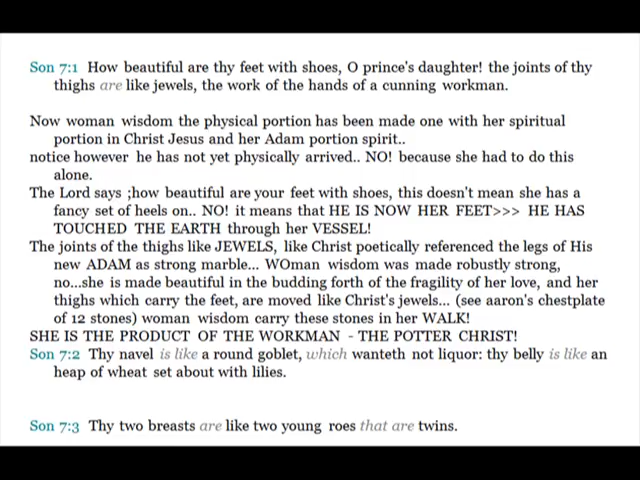 Son 7:1 How beautiful are thy feet with shoes, O prince's daughter! the joints of thy
thighs are like jewels, the work of the hands of a cunning workman.
Now woman wisdom the physical portion has been made one with her spiritual
portion in Christ Jesus and her Adam portion spirit..
notice however he has not yet physically arrived.. NO! because she had to do this
alone.
The Lord says ;how beautiful are your feet with shoes, this doesn't mean she has a
fancy set of heels on.. NO! it means that HE IS NOW HER FEET>>> HE HAS
TOUCHED THE EARTH through her VESSEL!
The joints of the thighs like JEWELS, like Christ poetically referenced the legs of His
new ADAM as strong marble... WOman wisdom was made robustly strong,
no...she is made beautiful in the budding forth of the fragility of her love, and her
thighs which carry the feet, are moved like Christ's jewels... (see aaron's chestplate
of 12 stones) woman wisdom carry these stones in her WALK!
SHE IS THE PRODUCT OF THE WORKMAN - THE POTTER CHRIST!
Son 7:2 Thy navel is like a round goblet, which wanteth not liquor: thy belly is like an
heap of wheat set about with lilies.
Son 7:3 Thy two breasts are like two young roes that are twins.